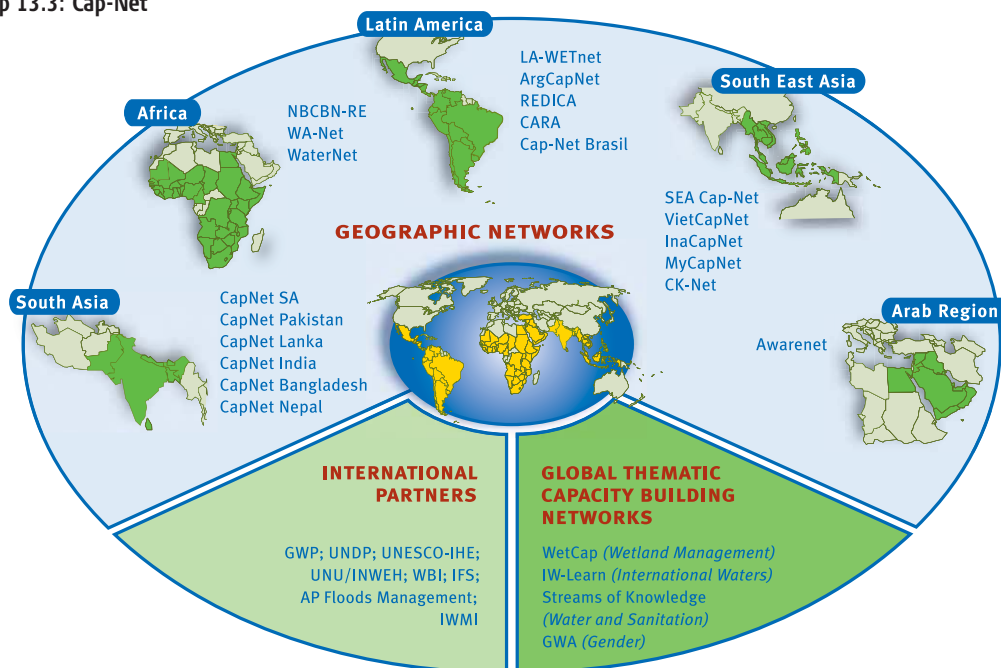 13.3: Cap-Net
Latin America
LA-WETnet
ArgCapNet
REDICA
CARA
Cap-Net Brasil
South East Asia
SEA Cap-Net
VietCapNet
InaCapNet
MyCapNet
CK-Net
Africa
NBCBN-RE
WA-Net
WaterNet
GEOGRAPHIC NETWORKS
South Asia
CapNet SA
CapNet Pakistan
CapNet Lanka
CapNet India
CapNet Bangladesh
CapNet Nepal
Arab Region
Awarenet
INTERNATIONAL
PARTNERS
GWP; UNDP; UNESCO-IHE;
UNU/INWEH; WBI; IFS;
AP Floods Management;
IWMI
GLOBAL THEMATIC
CAPACITY BUILDING
NETWORKS
WetCap (Wetland Management)
IW-Learn (International Waters)
Streams of Knowledge
(Water and Sanitation)
GWA (Gender)